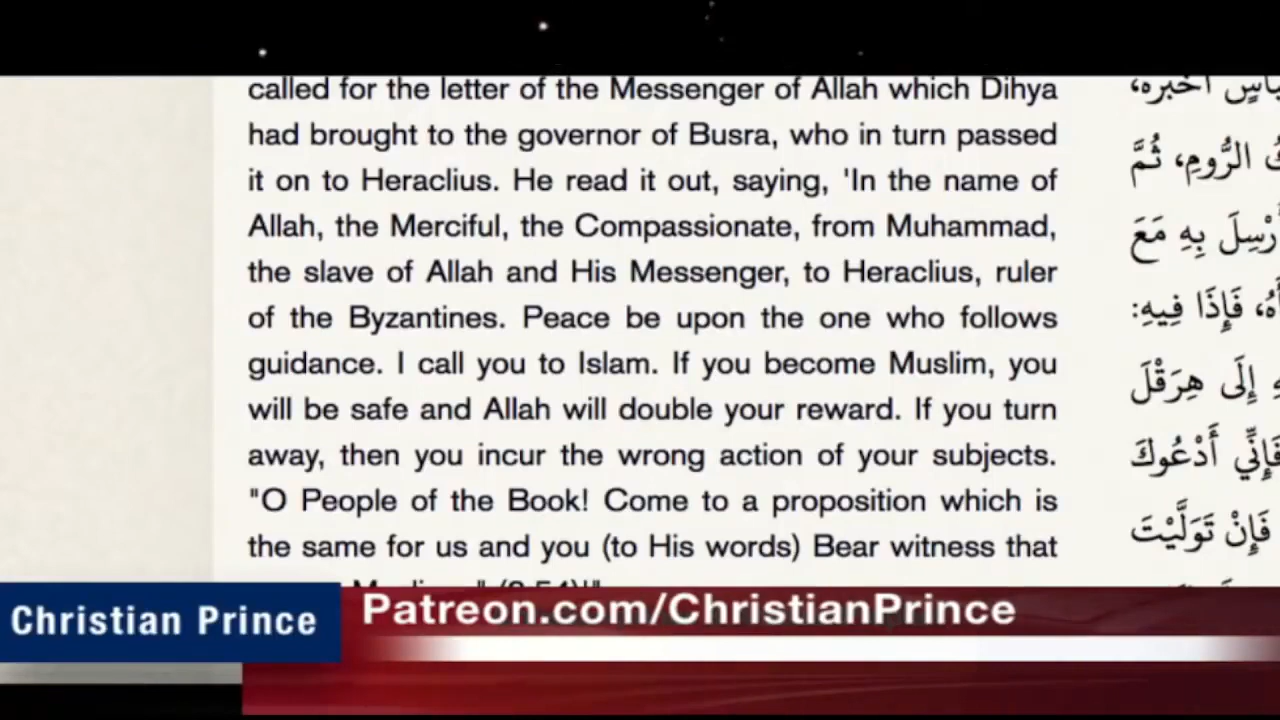 called for the letter of the Messenger of Allah which Dihya
had brought to the governor of Busra, who in turn passed
it on to Heraclius. He read it out, saying, 'In the name of
Allah, the Merciful, the Compassionate, from Muhammad,
the slave of Allah and His Messenger, to Heraclius, ruler
of the Byzantines. Peace be upon the one who follows
guidance. I call you to Islam. If you become Muslim, you
will be safe and Allah will double your reward. If you turn
away, then you incur the wrong action of your subjects.
"O People of the Book! Come to a proposition which is
the same for us and you (to His words) Bear witness that
الرُّومِ، ثُمَّ
بِهِ مَعَ
فَإِذَا فِيهِ:
إِلَى هِرَقْلَ
فَإِنِّي أَدْعُوكَ
فَإِنْ تَوَلَّيْتَ
Christian Prince
Patreon.com/ChristianPrince